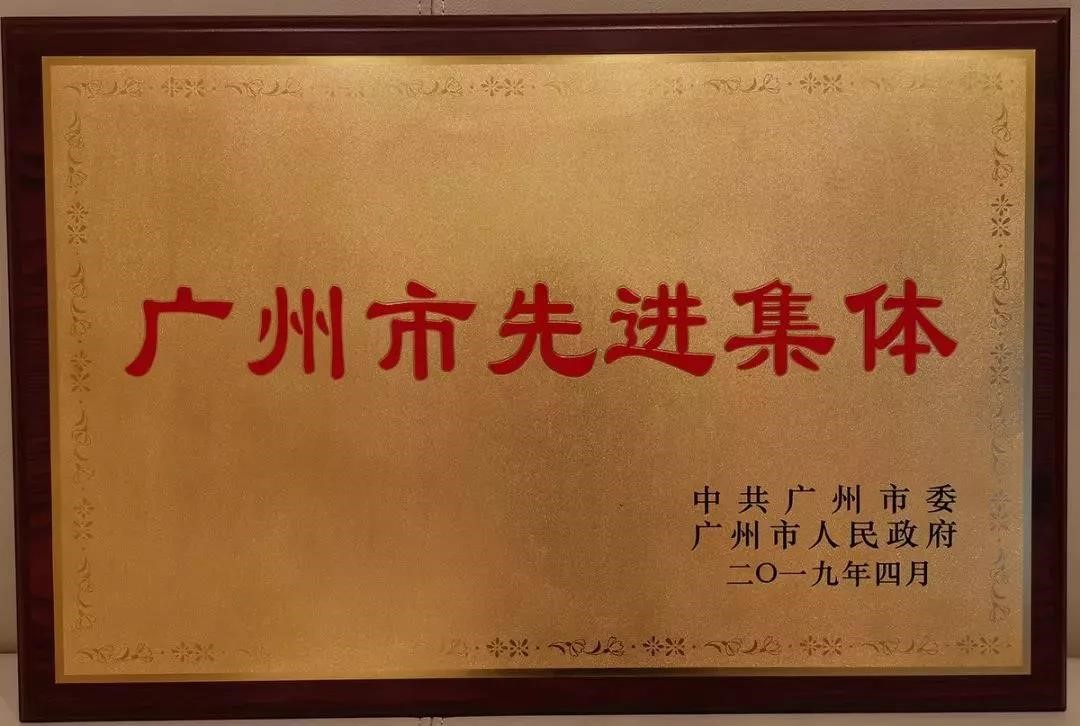 广州市先进集体
中共广州市委
广州市人民政府
二〇一九年四月